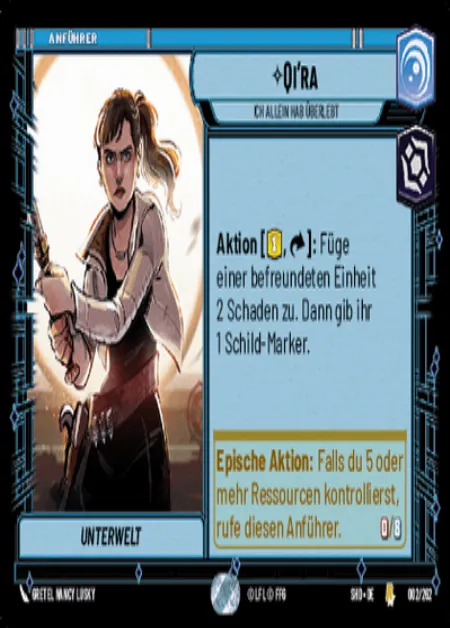 ANFÜHRER
QI'RA
ICH ALLEIN HAB ÜBERLEBT
Aktion [1, ]: Füge
einer befreundeten Einheit
2 Schaden zu. Dann gib ihr
1 Schild-Marker.
Epische Aktion: Falls du 5 oder
mehr Ressourcen kontrollierst,
rufe diesen Anführer. 0/8
UNTERWELT
GRETEL NANCY LUSKY
© LFL © FFG
SHD • DE
002/262